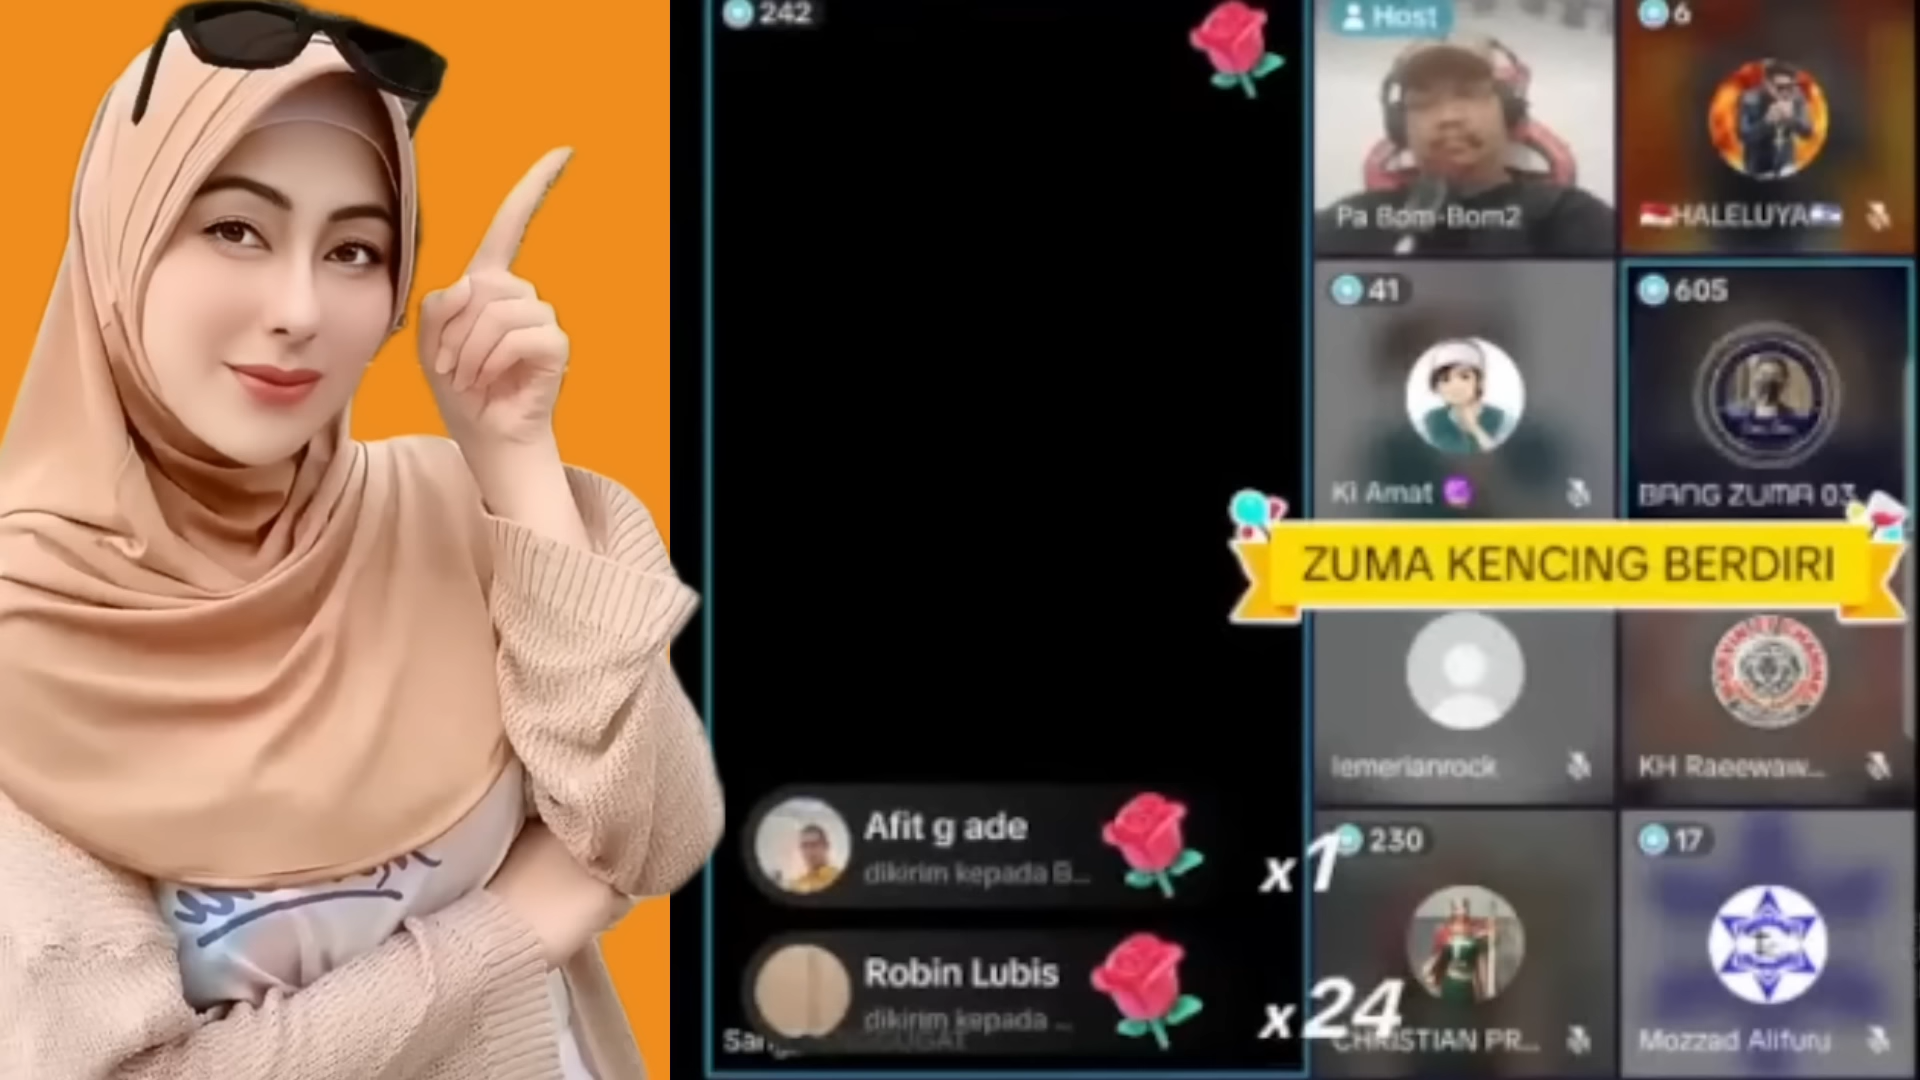 242
Host
6
Pa Bom-Bom2
HALELUYA
41
605
Ki Amat
BANG ZUMA 03
ZUMA KENCING BERDIRI
lemerianrock
KH Raeewaw...
Afit g ade
dikirim kepada B...
x1
230
17
Robin Lubis
dikirim kepada ...
x24
CHRISTIAN PR...
Mozzad Alifuru